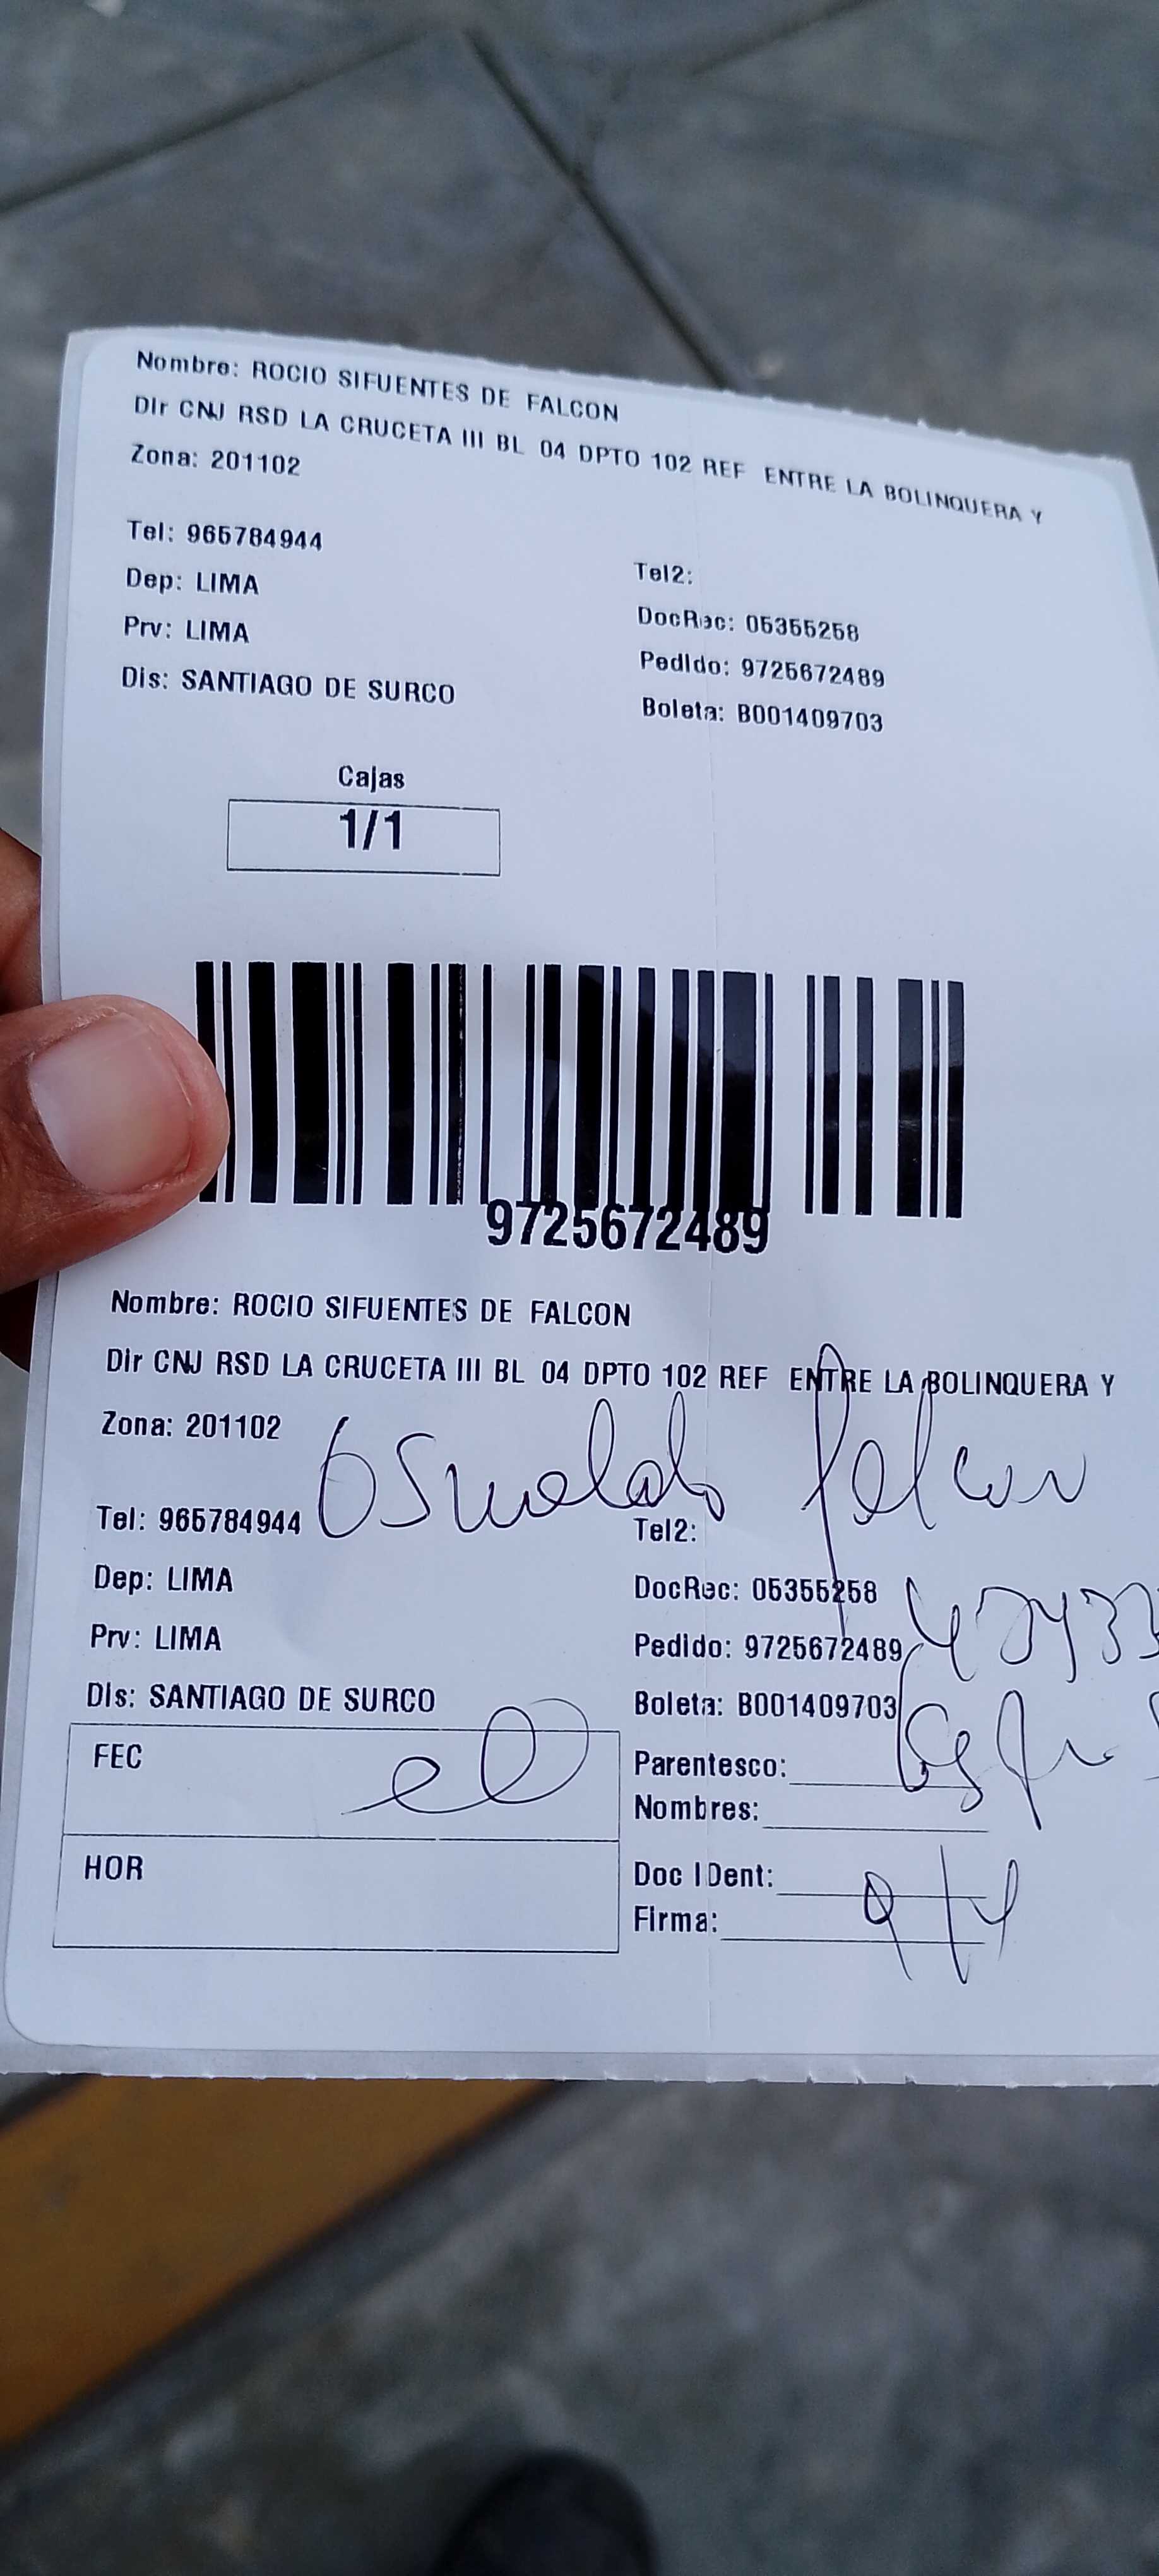 Nombre: ROCIO SIFUENTES DE FALCON
Dir CNJ RSD LA CRUCETA III BL 04 DPTO 102 REF ENTRE LA BOLINQUERA Y
Zona: 201102
Tel: 965784944
Tel2:
Dep: LIMA
DocRec: 05355258
Prv: LIMA
Pedido: 9725672489
Dis: SANTIAGO DE SURCO
Boleta: B001409703
Cajas
1/1
9725672489
Nombre: ROCIO SIFUENTES DE FALCON
Dir CNJ RSD LA CRUCETA III BL 04 DPTO 102 REF ENTRE LA BOLINQUERA Y
Zona: 201102
Oswaldo Falcon
Tel: 965784944
Tel2:
Dep: LIMA
DocRec: 05355258
Prv: LIMA
Pedido: 9725672489
Dis: SANTIAGO DE SURCO
Boleta: B001409703
FEC
Parentesco:
Nombres:
HOR
Doc IDent:
Firma: